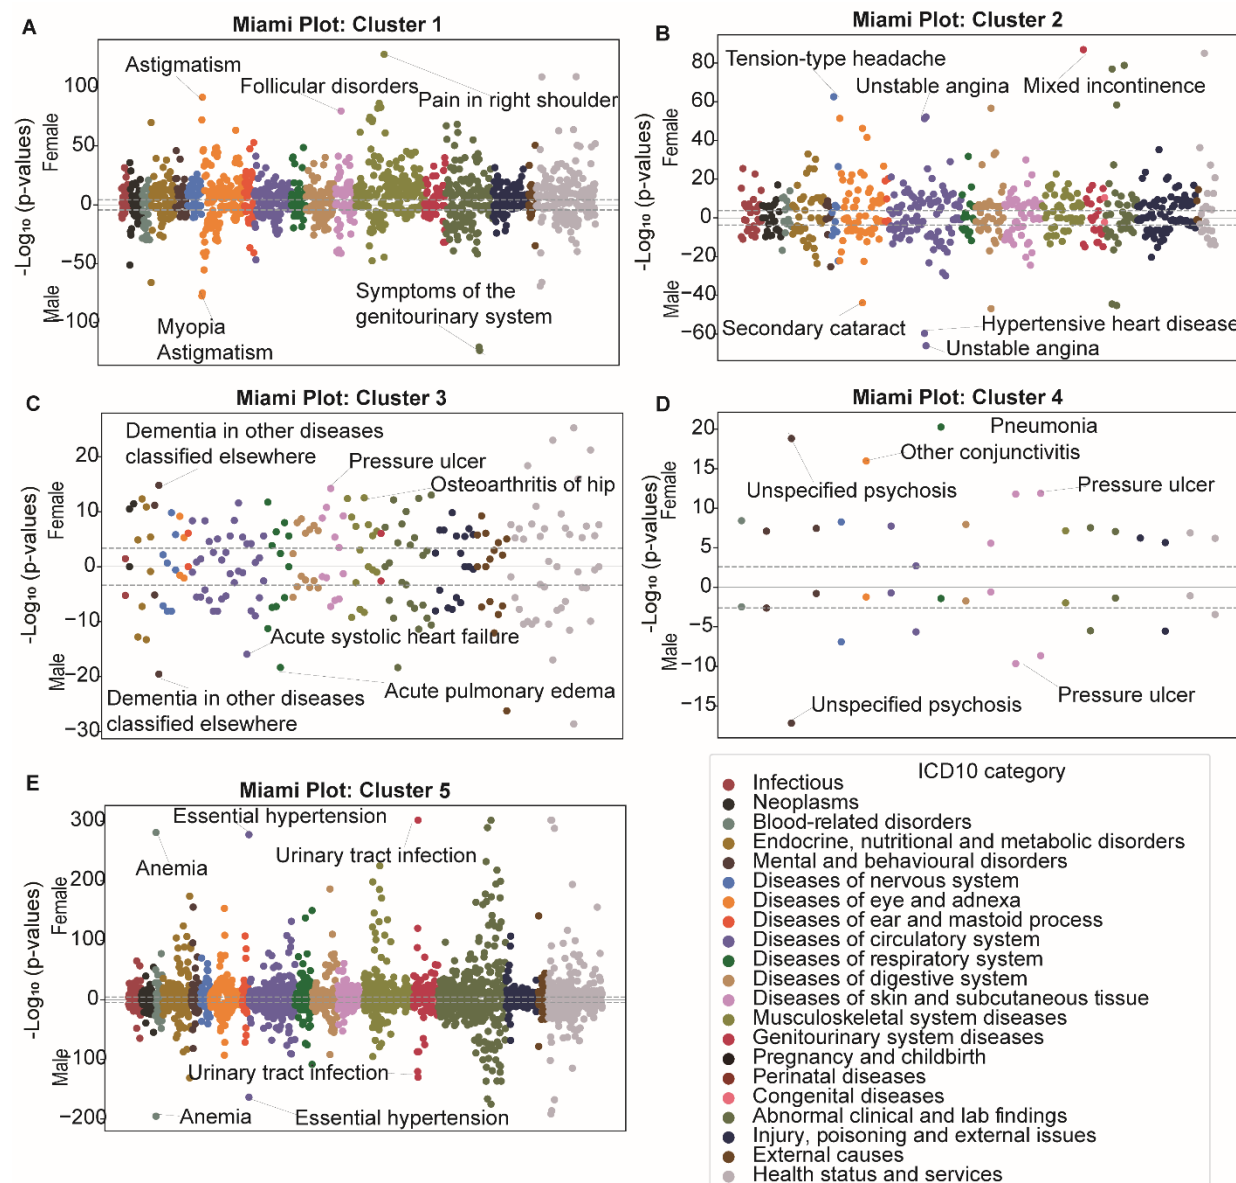 A
Miami Plot: Cluster 1
-Log₁₀ (p-values)
Female
Male
100
50
0
−50
−100
Astigmatism
Follicular disorders
Pain in right shoulder
Symptoms of the
genitourinary system
Myopia
Astigmatism
B
Miami Plot: Cluster 2
-Log₁₀ (p-values)
Female
Male
80
60
40
20
0
−20
−40
−60
Tension-type headache
Unstable angina
Mixed incontinence
Secondary cataract
Hypertensive heart disease
Unstable angina
C
Miami Plot: Cluster 3
-Log₁₀ (p-values)
Female
Male
20
10
0
−10
−20
−30
Dementia in other diseases
classified elsewhere
Pressure ulcer
Osteoarthritis of hip
Acute systolic heart failure
Acute pulmonary edema
Dementia in other diseases
classified elsewhere
D
Miami Plot: Cluster 4
-Log₁₀ (p-values)
Female
Male
20
15
10
5
0
−5
−10
−15
Pneumonia
Other conjunctivitis
Unspecified psychosis
Pressure ulcer
Pressure ulcer
Unspecified psychosis
E
Miami Plot: Cluster 5
-Log₁₀ (p-values)
Female
Male
300
200
100
0
−100
−200
Essential hypertension
Urinary tract infection
Anemia
Urinary tract infection
Anemia
Essential hypertension
ICD10 category
Infectious
Neoplasms
Blood-related disorders
Endocrine, nutritional and metabolic disorders
Mental and behavioural disorders
Diseases of nervous system
Diseases of eye and adnexa
Diseases of ear and mastoid process
Diseases of circulatory system
Diseases of respiratory system
Diseases of digestive system
Diseases of skin and subcutaneous tissue
Musculoskeletal system diseases
Genitourinary system diseases
Pregnancy and childbirth
Perinatal diseases
Congenital diseases
Abnormal clinical and lab findings
Injury, poisoning and external issues
External causes
Health status and services